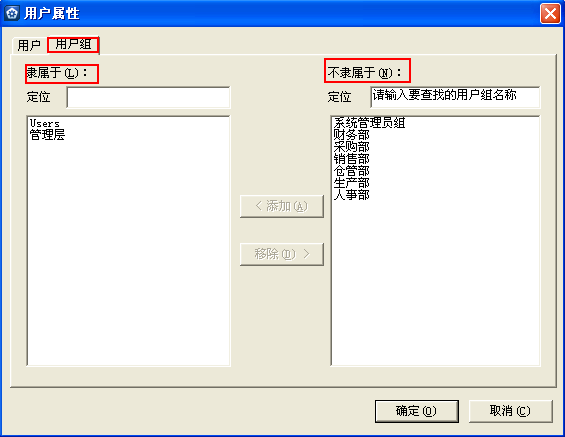 用户属性
用户 用户组
隶属于(L)：
不隶属于(N)：
定位
定位 请输入要查找的用户组名称
Users
管理层
系统管理员组
财务部
采购部
销售部
仓管部
生产部
人事部
< 添加(A)
移除(D) >
确定(O)
取消(C)